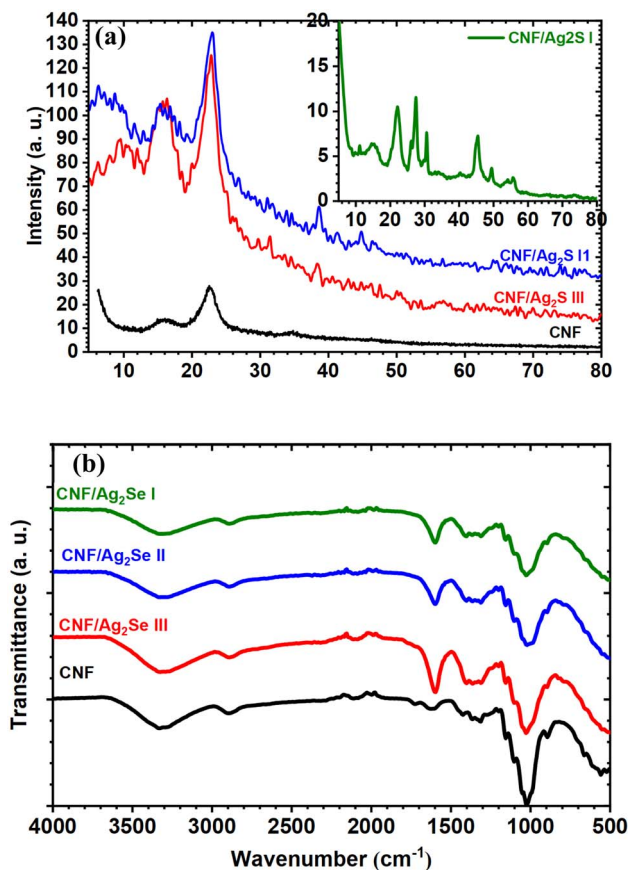 (a)
CNF/Ag2S I
20
15
10
5
0
10 20 30 40 50 60 70 80
140
130
120
110
100
90
80
70
60
50
40
30
20
10
0
Intensity (a. u.)
CNF/Ag₂S I1
CNF/Ag₂S III
CNF
10 20 30 40 50 60 70 80
(b)
CNF/Ag₂Se I
CNF/Ag₂Se II
CNF/Ag₂Se III
CNF
Transmittance (a. u.)
4000 3500 3000 2500 2000 1500 1000 500
Wavenumber (cm⁻¹)